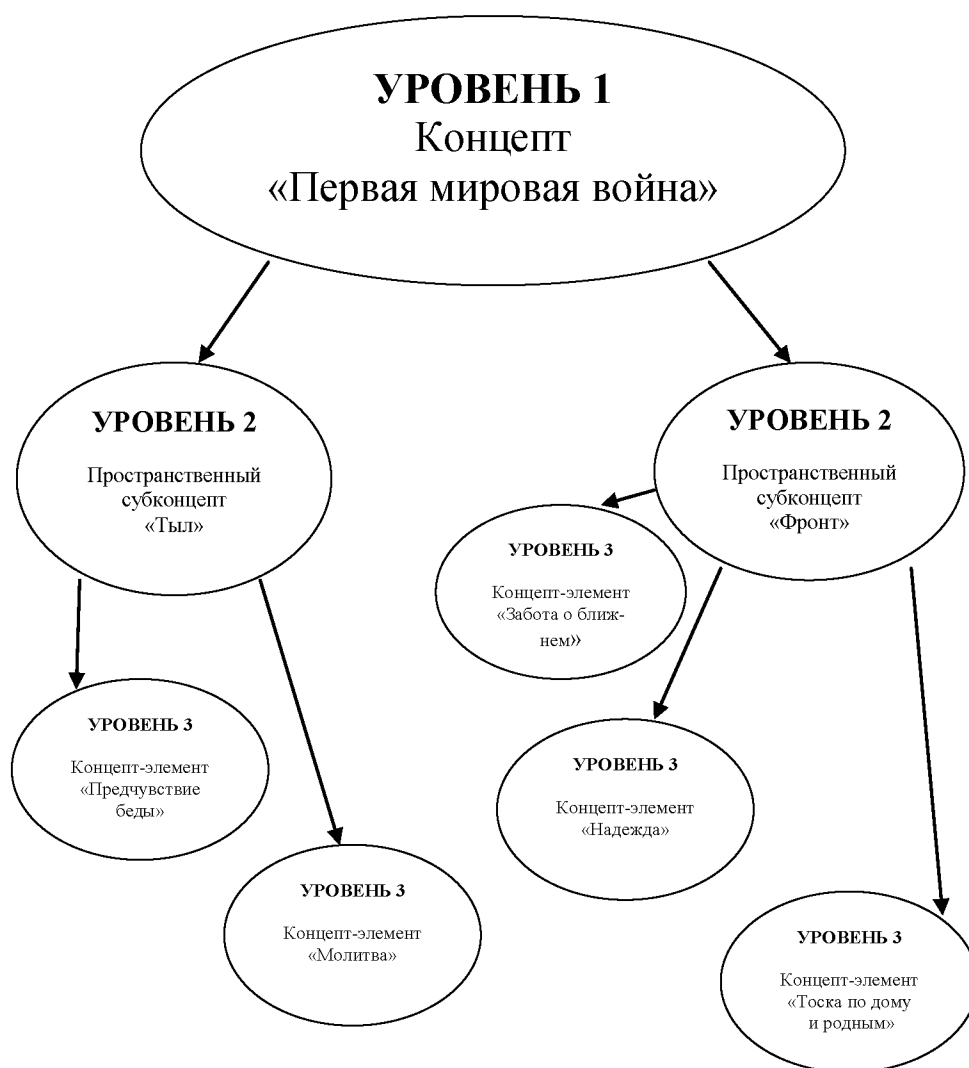 УРОВЕНЬ 1
Концепт
«Первая мировая война»
УРОВЕНЬ 2
Пространственный
субконцепт
«Тыл»
УРОВЕНЬ 2
Пространственный
субконцепт
«Фронт»
УРОВЕНЬ 3
Концепт-элемент
«Забота о ближ-
нем»
УРОВЕНЬ 3
Концепт-элемент
«Предчувствие
беды»
УРОВЕНЬ 3
Концепт-элемент
«Надежда»
УРОВЕНЬ 3
Концепт-элемент
«Молитва»
УРОВЕНЬ 3
Концепт-элемент
«Тоска по дому
и родным»